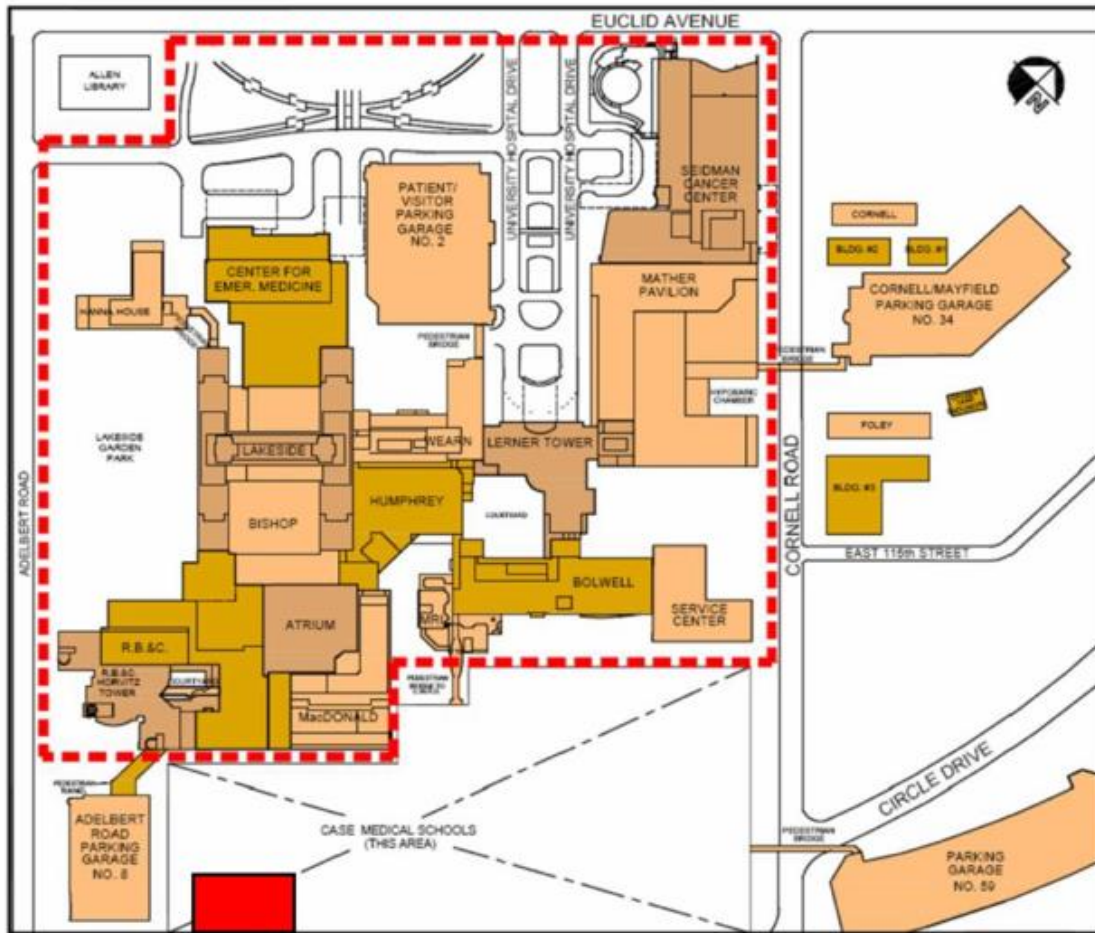 EUCLID AVENUE
ALLEN
LIBRARY
UNIVERSITY HOSPITAL DRIVE
UNIVERSITY HOSPITAL DRIVE
PATIENT/
VISITOR
PARKING
GARAGE
NO. 2
SEIDMAN
CANCER
CENTER
CORNELL
BLDG. #2
BLDG. #1
CENTER FOR
EMER. MEDICINE
MATHER
PAVILION
CORNELL/MAYFIELD
PARKING GARAGE
NO. 34
HANNA HOUSE
PEDESTRIAN
BRIDGE
PEDESTRIAN
BRIDGE
HYPOBARIC
CHAMBER
FOLEY
LAKESIDE
GARDEN
PARK
LAKESIDE
WEARN
LERNER TOWER
ADELBERT ROAD
CORNELL ROAD
BLDG. #3
HUMPHREY
COURTYARD
BISHOP
EAST 115th STREET
BOLWELL
SERVICE
CENTER
MRI
ATRIUM
R.B.&C.
R.B.&C.
HORVITZ
TOWER
COURTYARD
PEDESTRIAN
MacDONALD
CIRCLE DRIVE
ADELBERT
ROAD
PARKING
GARAGE
NO. 8
CASE MEDICAL SCHOOLS
(THIS AREA)
PEDESTRIAN
BRIDGE
PARKING
GARAGE
NO. 59